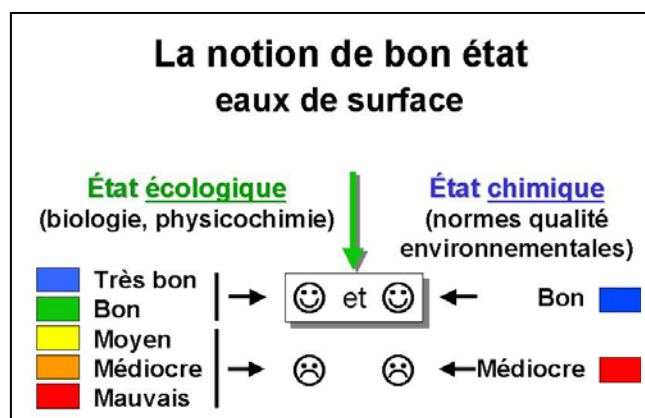 La notion de bon état
eaux de surface
État écologique
(biologie, physicochimie)
État chimique
(normes qualité
environnementales)
Très bon
Bon
Moyen
Médiocre
Mauvais
et
Bon
Médiocre